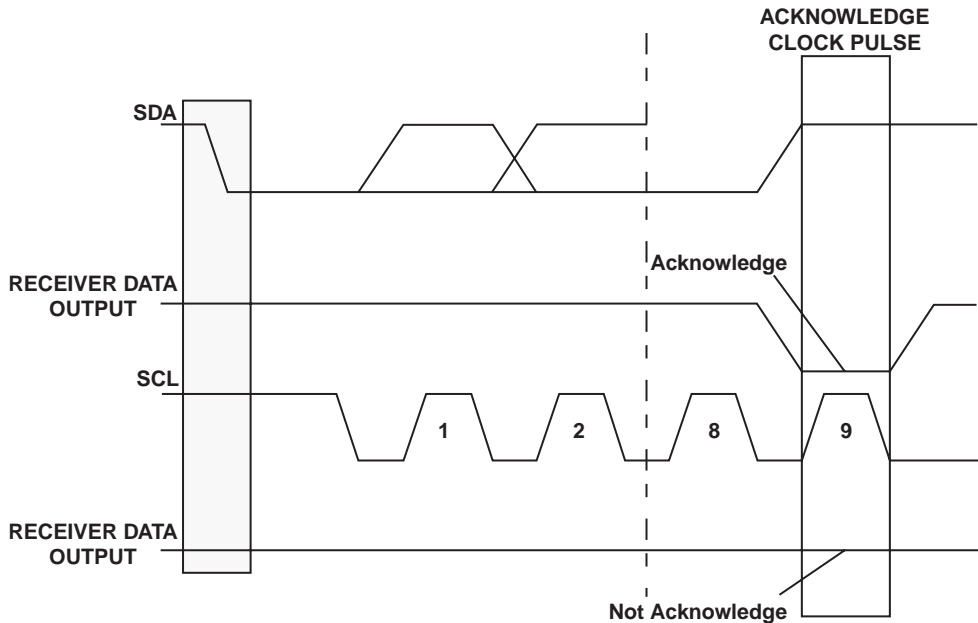 ACKNOWLEDGE
CLOCK PULSE
SDA
Acknowledge
RECEIVER DATA
OUTPUT
SCL
1
2
8
9
RECEIVER DATA
OUTPUT
Not Acknowledge